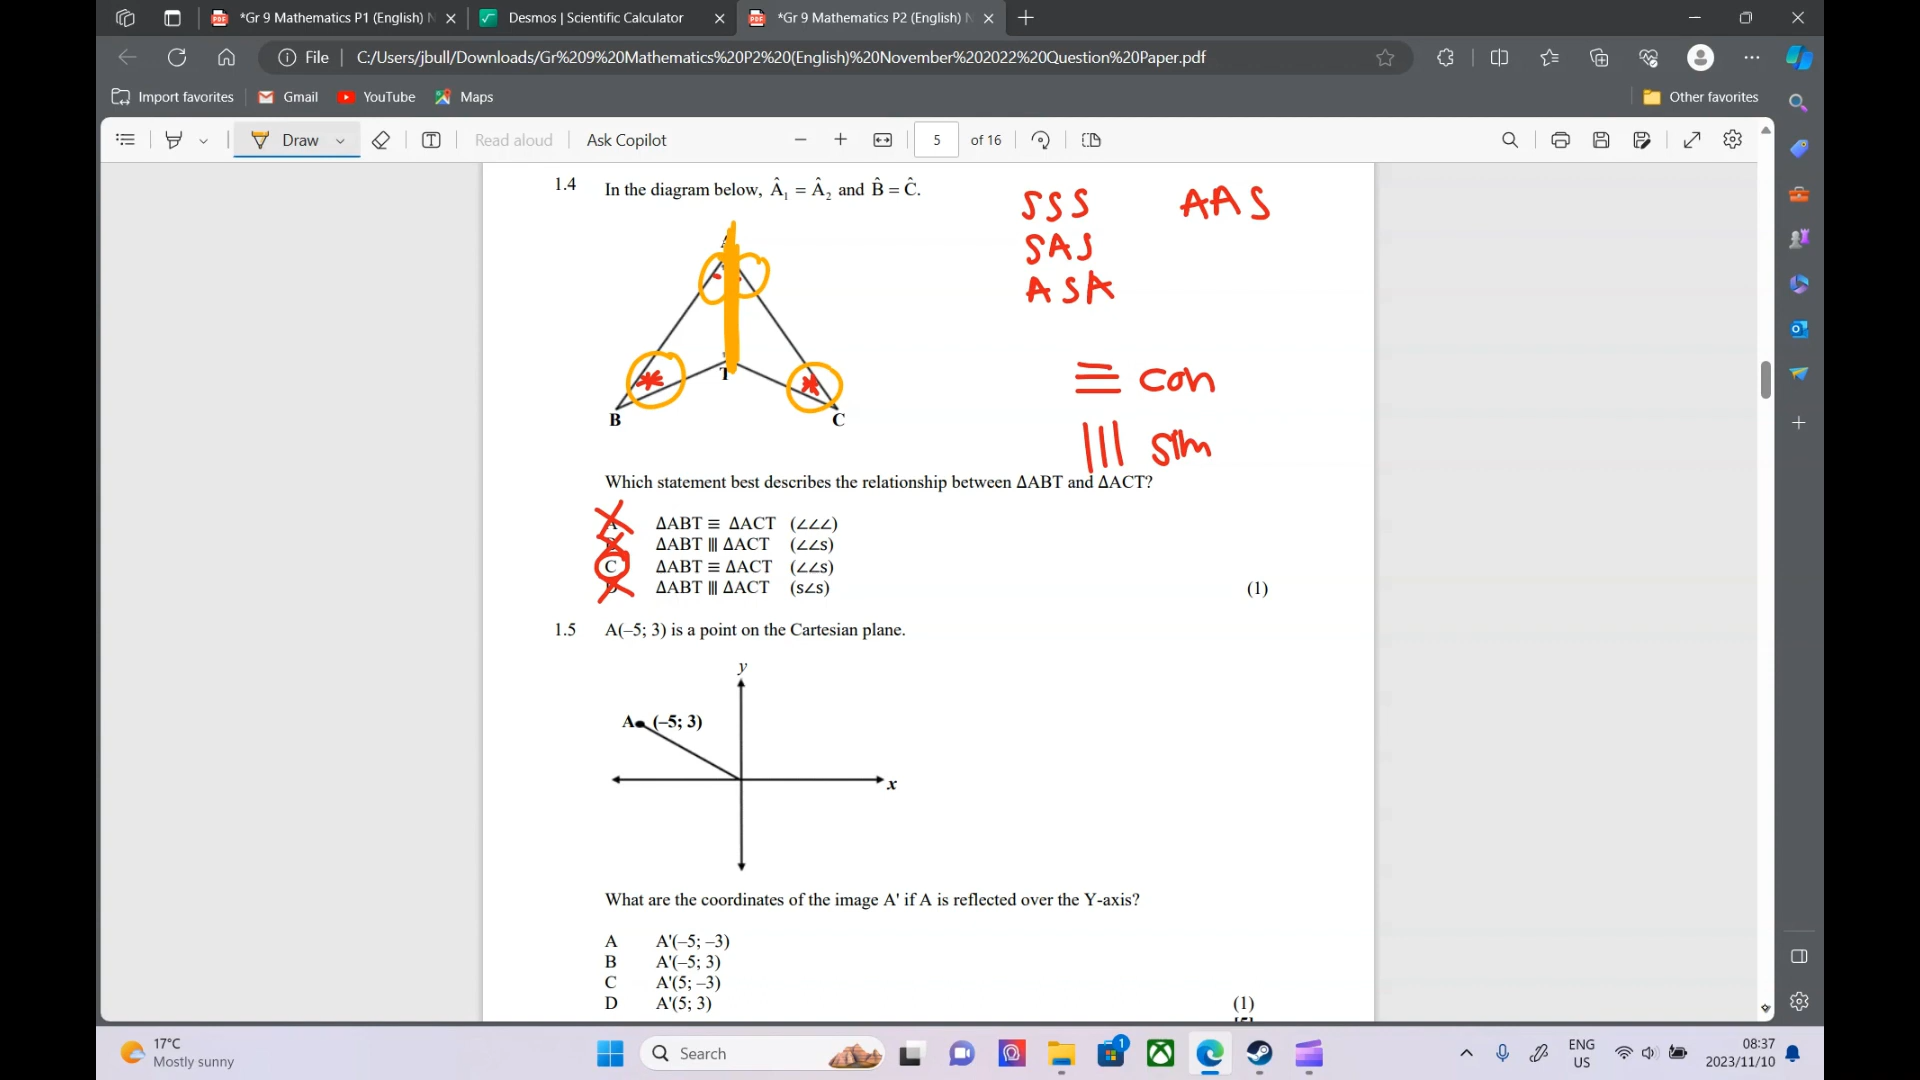 *Gr 9 Mathematics P1 (English) N
Desmos | Scientific Calculator
*Gr 9 Mathematics P2 (English) N
File
C:/Users/jbull/Downloads/Gr%209%20Mathematics%20P2%20(English)%20November%202022%20Question%20Paper.pdf
Import favorites
Gmail
YouTube
Maps
Other favorites
Draw
Read aloud
Ask Copilot
5 of 16
1.4 In the diagram below, Â₁ = Â₂ and B̂ = Ĉ.
SSS AAS
SAS
ASA
T
B C
≡ con
||| sim
Which statement best describes the relationship between ΔABT and ΔACT?
A ΔABT ≡ ΔACT (∠∠∠)
B ΔABT ||| ΔACT (∠∠s)
C ΔABT ≡ ΔACT (∠∠s)
D ΔABT ||| ΔACT (s∠s) (1)
1.5 A(–5; 3) is a point on the Cartesian plane.
y
A (–5; 3)
x
What are the coordinates of the image A' if A is reflected over the Y-axis?
A A'(–5; –3)
B A'(–5; 3)
C A'(5; –3)
D A'(5; 3) (1)
17°C
Mostly sunny
Search
1
ENG
US
08:37
2023/11/10